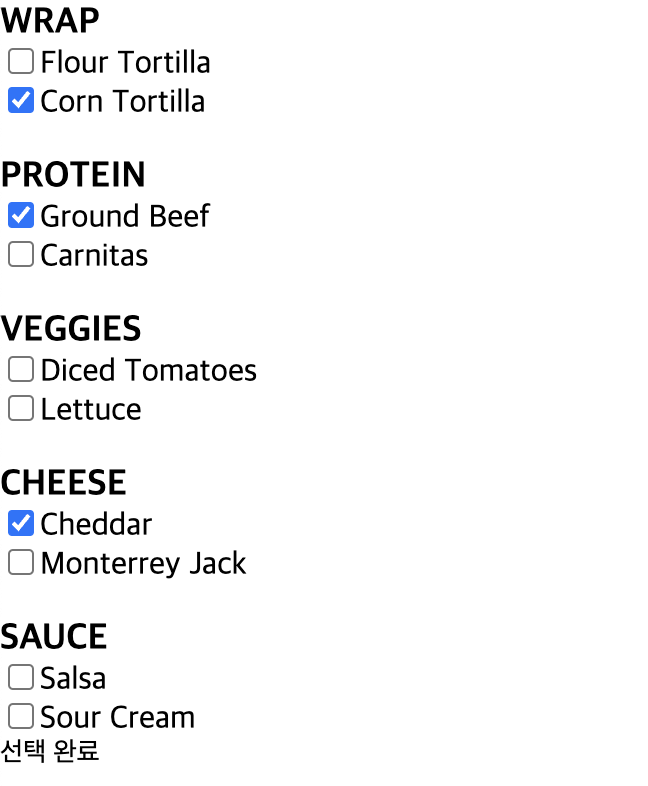 WRAP
Flour Tortilla
Corn Tortilla
PROTEIN
Ground Beef
Carnitas
VEGGIES
Diced Tomatoes
Lettuce
CHEESE
Cheddar
Monterrey Jack
SAUCE
Salsa
Sour Cream
선택 완료